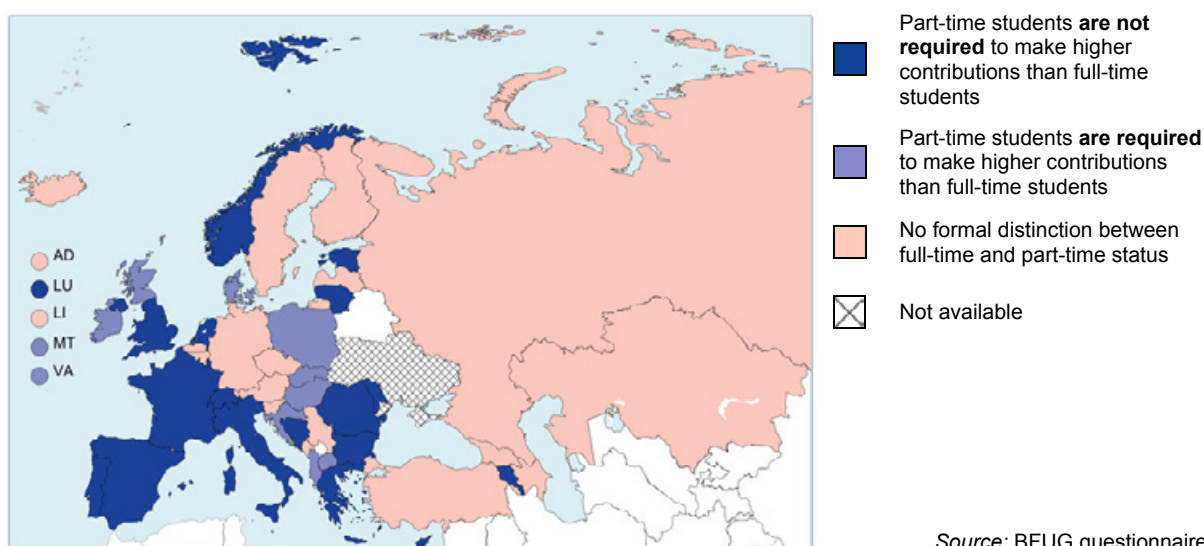 AD
LU
LI
MT
VA
Part-time students are not
required to make higher
contributions than full-time
students
Part-time students are required
to make higher contributions
than full-time students
No formal distinction between
full-time and part-time status
Not available
Source: BFUG questionnaire